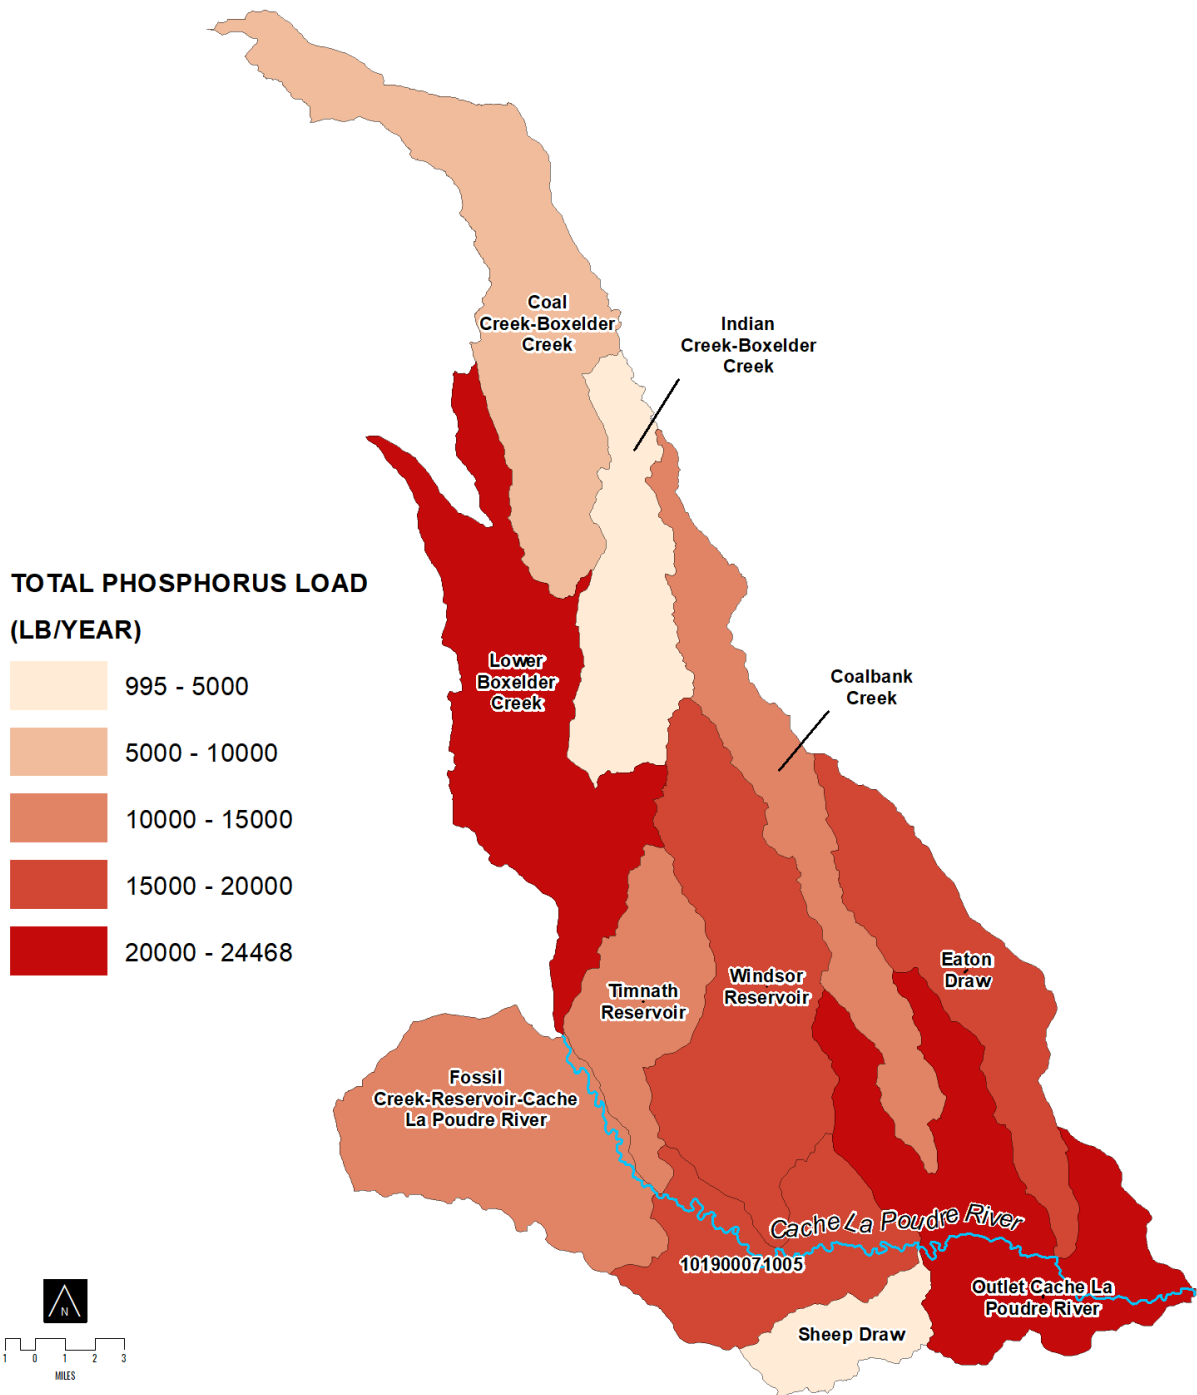 Coal
Creek-Boxelder
Creek
Indian
Creek-Boxelder
Creek
TOTAL PHOSPHORUS LOAD
(LB/YEAR)
995 - 5000
5000 - 10000
10000 - 15000
15000 - 20000
20000 - 24468
Lower
Boxelder
Creek
Coalbank
Creek
Eaton
Draw
Windsor
Reservoir
Timnath
Reservoir
Fossil
Creek-Reservoir-Cache
La Poudre River
Cache La Poudre River
101900071005
Outlet Cache La
Poudre River
Sheep Draw
N
1 0 1 2 3
MILES